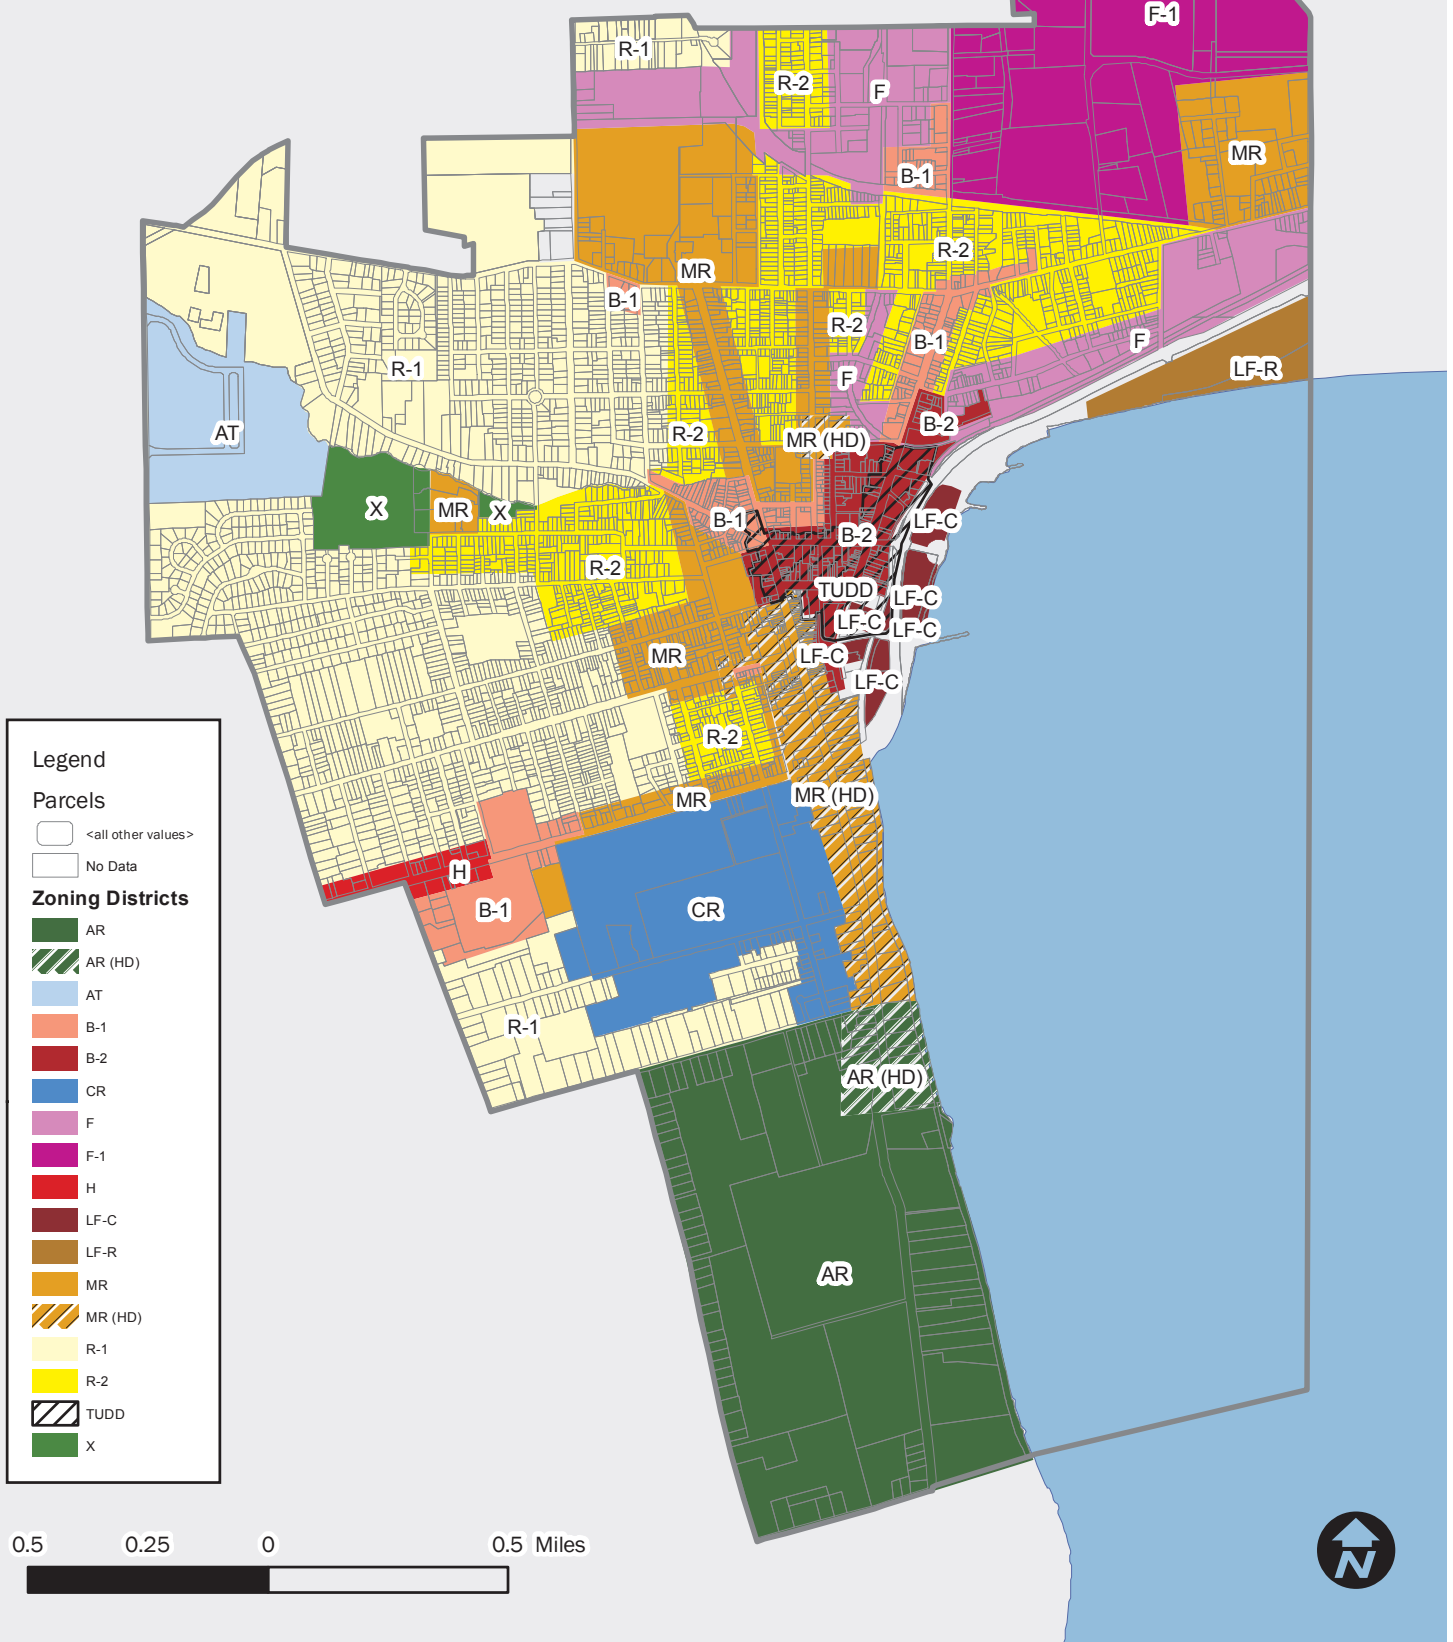 F-1
R-1
R-2
F
MR
B-1
R-2
MR
B-1
R-2
B-1
F
R-1
F
LF-R
AT
R-2
MR (HD)
B-2
X
MR
X
B-1
LF-C
B-2
R-2
TUDD
LF-C
LF-C
LF-C
MR
LF-C
LF-C
R-2
MR
MR (HD)
H
B-1
CR
R-1
AR (HD)
AR
Legend
Parcels
<all other values>
No Data
Zoning Districts
AR
AR (HD)
AT
B-1
B-2
CR
F
F-1
H
LF-C
LF-R
MR
MR (HD)
R-1
R-2
TUDD
X
0.5 0.25 0 0.5 Miles
N